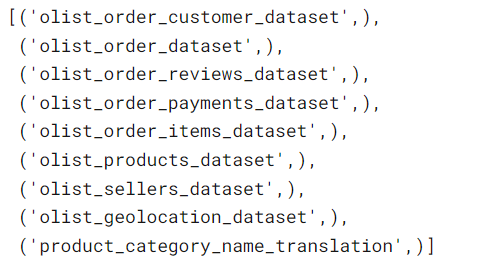 [('olist_order_customer_dataset',),
('olist_order_dataset',),
('olist_order_reviews_dataset',),
('olist_order_payments_dataset',),
('olist_order_items_dataset',),
('olist_products_dataset',),
('olist_sellers_dataset',),
('olist_geolocation_dataset',),
('product_category_name_translation',)]